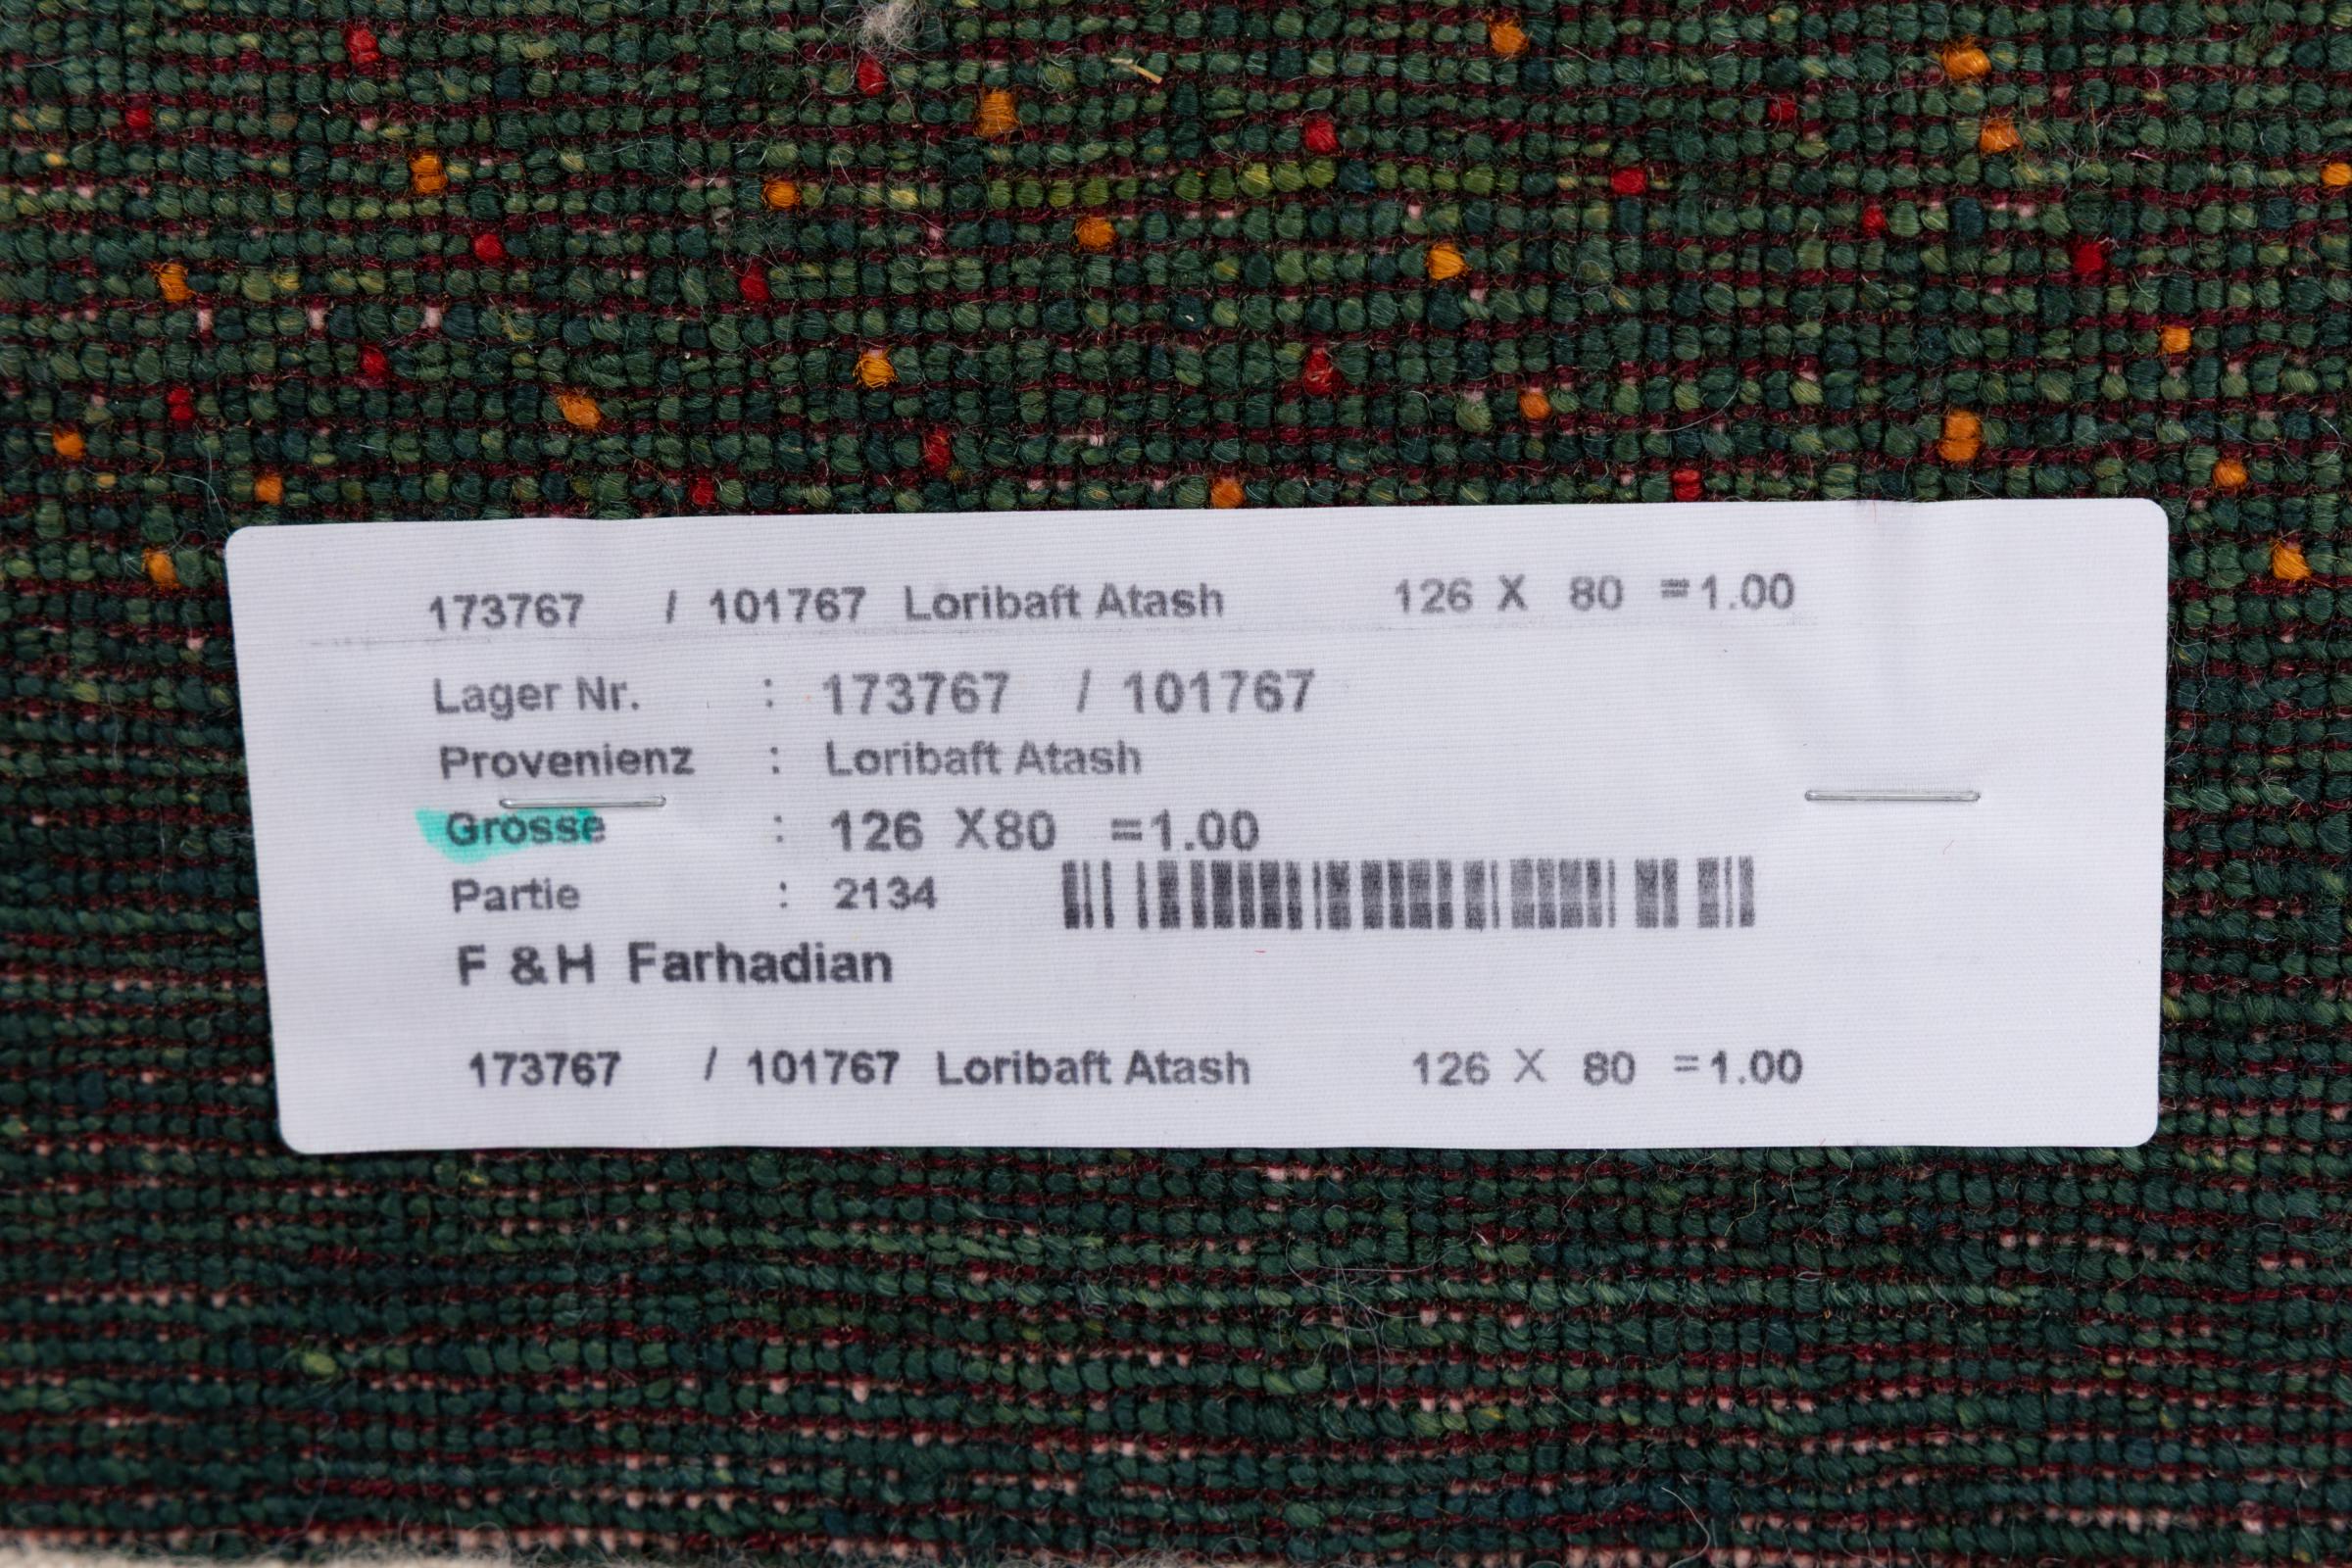 173767 / 101767 Loribaft Atash 126 X 80 =1.00
Lager Nr. : 173767 / 101767
Provenienz : Loribaft Atash
Grosse : 126 X80 =1.00
Partie : 2134
F & H Farhadian
173767 / 101767 Loribaft Atash 126 X 80 =1.00